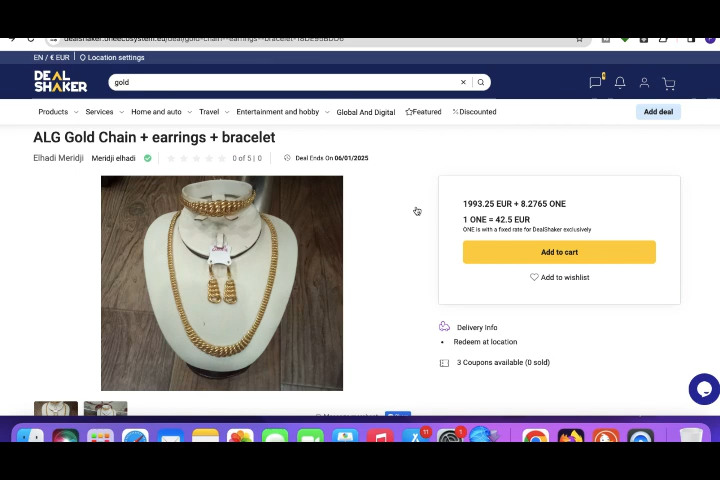 EN / € EUR
Location settings
DEAL
SHAKER
gold
Products Services Home and auto Travel Entertainment and hobby Global And Digital Featured Discounted Add deal
ALG Gold Chain + earrings + bracelet
Elhadi Meridji Meridji elhadi 0 of 5 | 0 Deal Ends On 06/01/2025
1993.25 EUR + 8.2765 ONE
1 ONE = 42.5 EUR
ONE is with a fixed rate for DealShaker exclusively
Add to cart
Add to wishlist
Delivery Info
Redeem at location
3 Coupons available (0 sold)
11
1